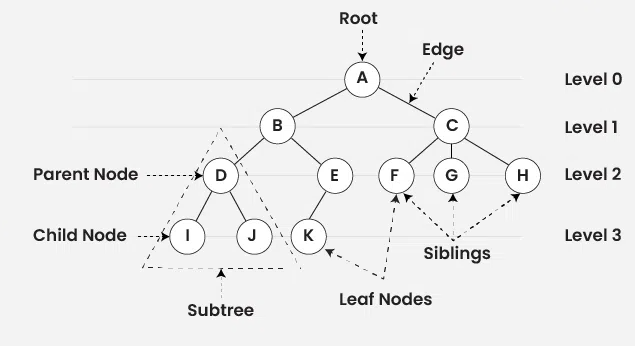 Root
Edge
A
Level 0
B
C
Level 1
Parent Node
D
E
F
G
H
Level 2
Child Node
I
J
K
Level 3
Siblings
Leaf Nodes
Subtree